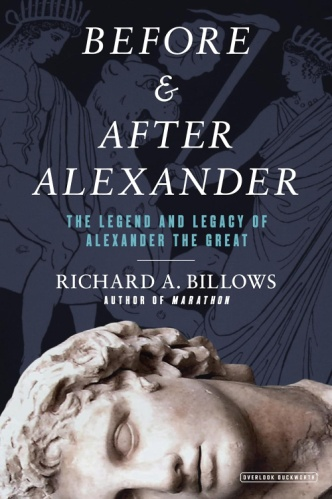 BEFORE
&
AFTER
ALEXANDER
THE LEGEND AND LEGACY OF
ALEXANDER THE GREAT
RICHARD A. BILLOWS
AUTHOR OF MARATHON
OVERLOOK DUCKWORTH